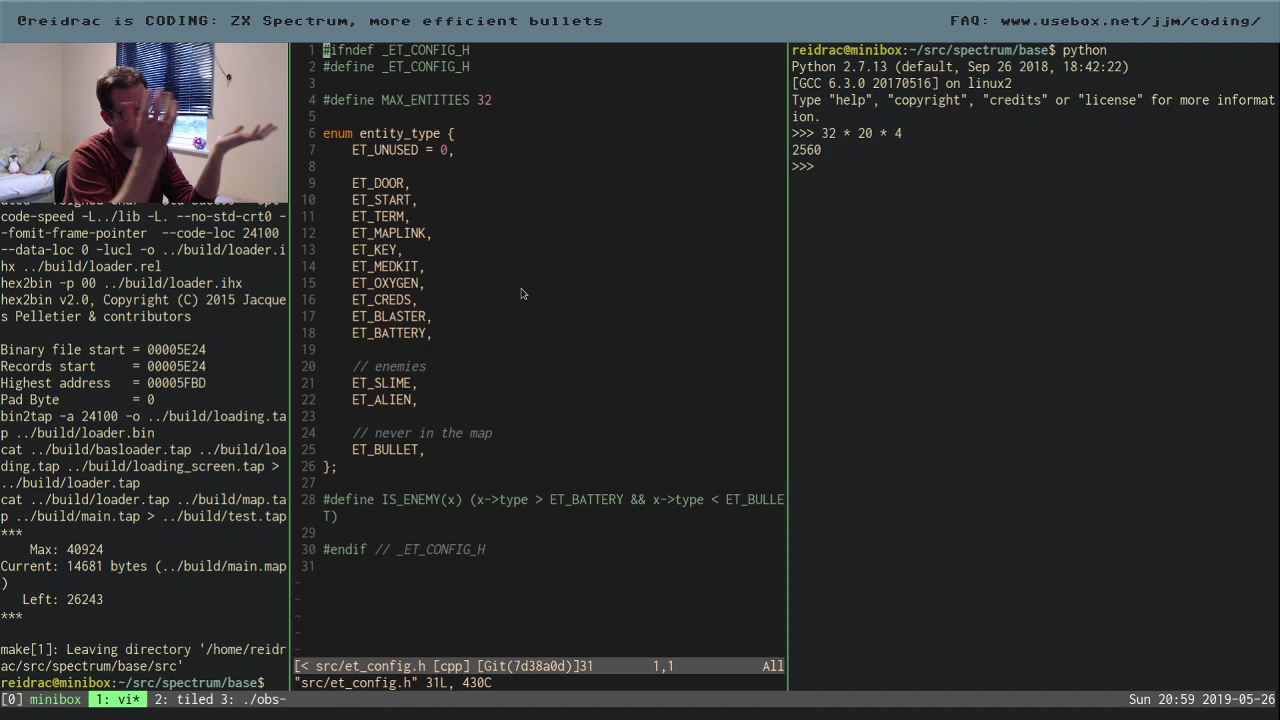 @reidrac is CODING: ZX Spectrum, more efficient bullets
FAQ: www.usebox.net/jjm/coding/
code-speed -L../lib -L. --no-std-crt0 -
-fomit-frame-pointer  --code-loc 24100
--data-loc 0 -lucl -o ../build/loader.i
hx ../build/loader.rel
hex2bin -p 00 ../build/loader.ihx
hex2bin v2.0, Copyright (C) 2015 Jacque
s Pelletier & contributors
Binary file start = 00005E24
Records start     = 00005E24
Highest address   = 00005FBD
Pad Byte          = 0
bin2tap -a 24100 -o ../build/loading.ta
p ../build/loader.bin
cat ../build/basloader.tap ../build/loa
ding.tap ../build/loading_screen.tap >
../build/loader.tap
cat ../build/loader.tap ../build/map.ta
p ../build/main.tap > ../build/test.tap
***
    Max: 40924
Current: 14681 bytes (../build/main.map
)
   Left: 26243
***
make[1]: Leaving directory '/home/reidr
ac/src/spectrum/base/src'
reidrac@minibox:~/src/spectrum/base$
1 #ifndef _ET_CONFIG_H
2 #define _ET_CONFIG_H
3
4 #define MAX_ENTITIES 32
5
6 enum entity_type {
7     ET_UNUSED = 0,
8
9     ET_DOOR,
10     ET_START,
11     ET_TERM,
12     ET_MAPLINK,
13     ET_KEY,
14     ET_MEDKIT,
15     ET_OXYGEN,
16     ET_CREDS,
17     ET_BLASTER,
18     ET_BATTERY,
19
20     // enemies
21     ET_SLIME,
22     ET_ALIEN,
23
24     // never in the map
25     ET_BULLET,
26 };
27
28 #define IS_ENEMY(x) (x->type > ET_BATTERY && x->type < ET_BULLE
T)
29
30 #endif // _ET_CONFIG_H
31
~
~
~
~
~
[< src/et_config.h [cpp] [Git(7d38a0d)]31        1,1            All
"src/et_config.h" 31L, 430C
reidrac@minibox:~/src/spectrum/base$ python
Python 2.7.13 (default, Sep 26 2018, 18:42:22)
[GCC 6.3.0 20170516] on linux2
Type "help", "copyright", "credits" or "license" for more informat
ion.
>>> 32 * 20 * 4
2560
>>>
[0] minibox  1: vi*  2: tiled 3: ./obs-
Sun 20:59 2019-05-26